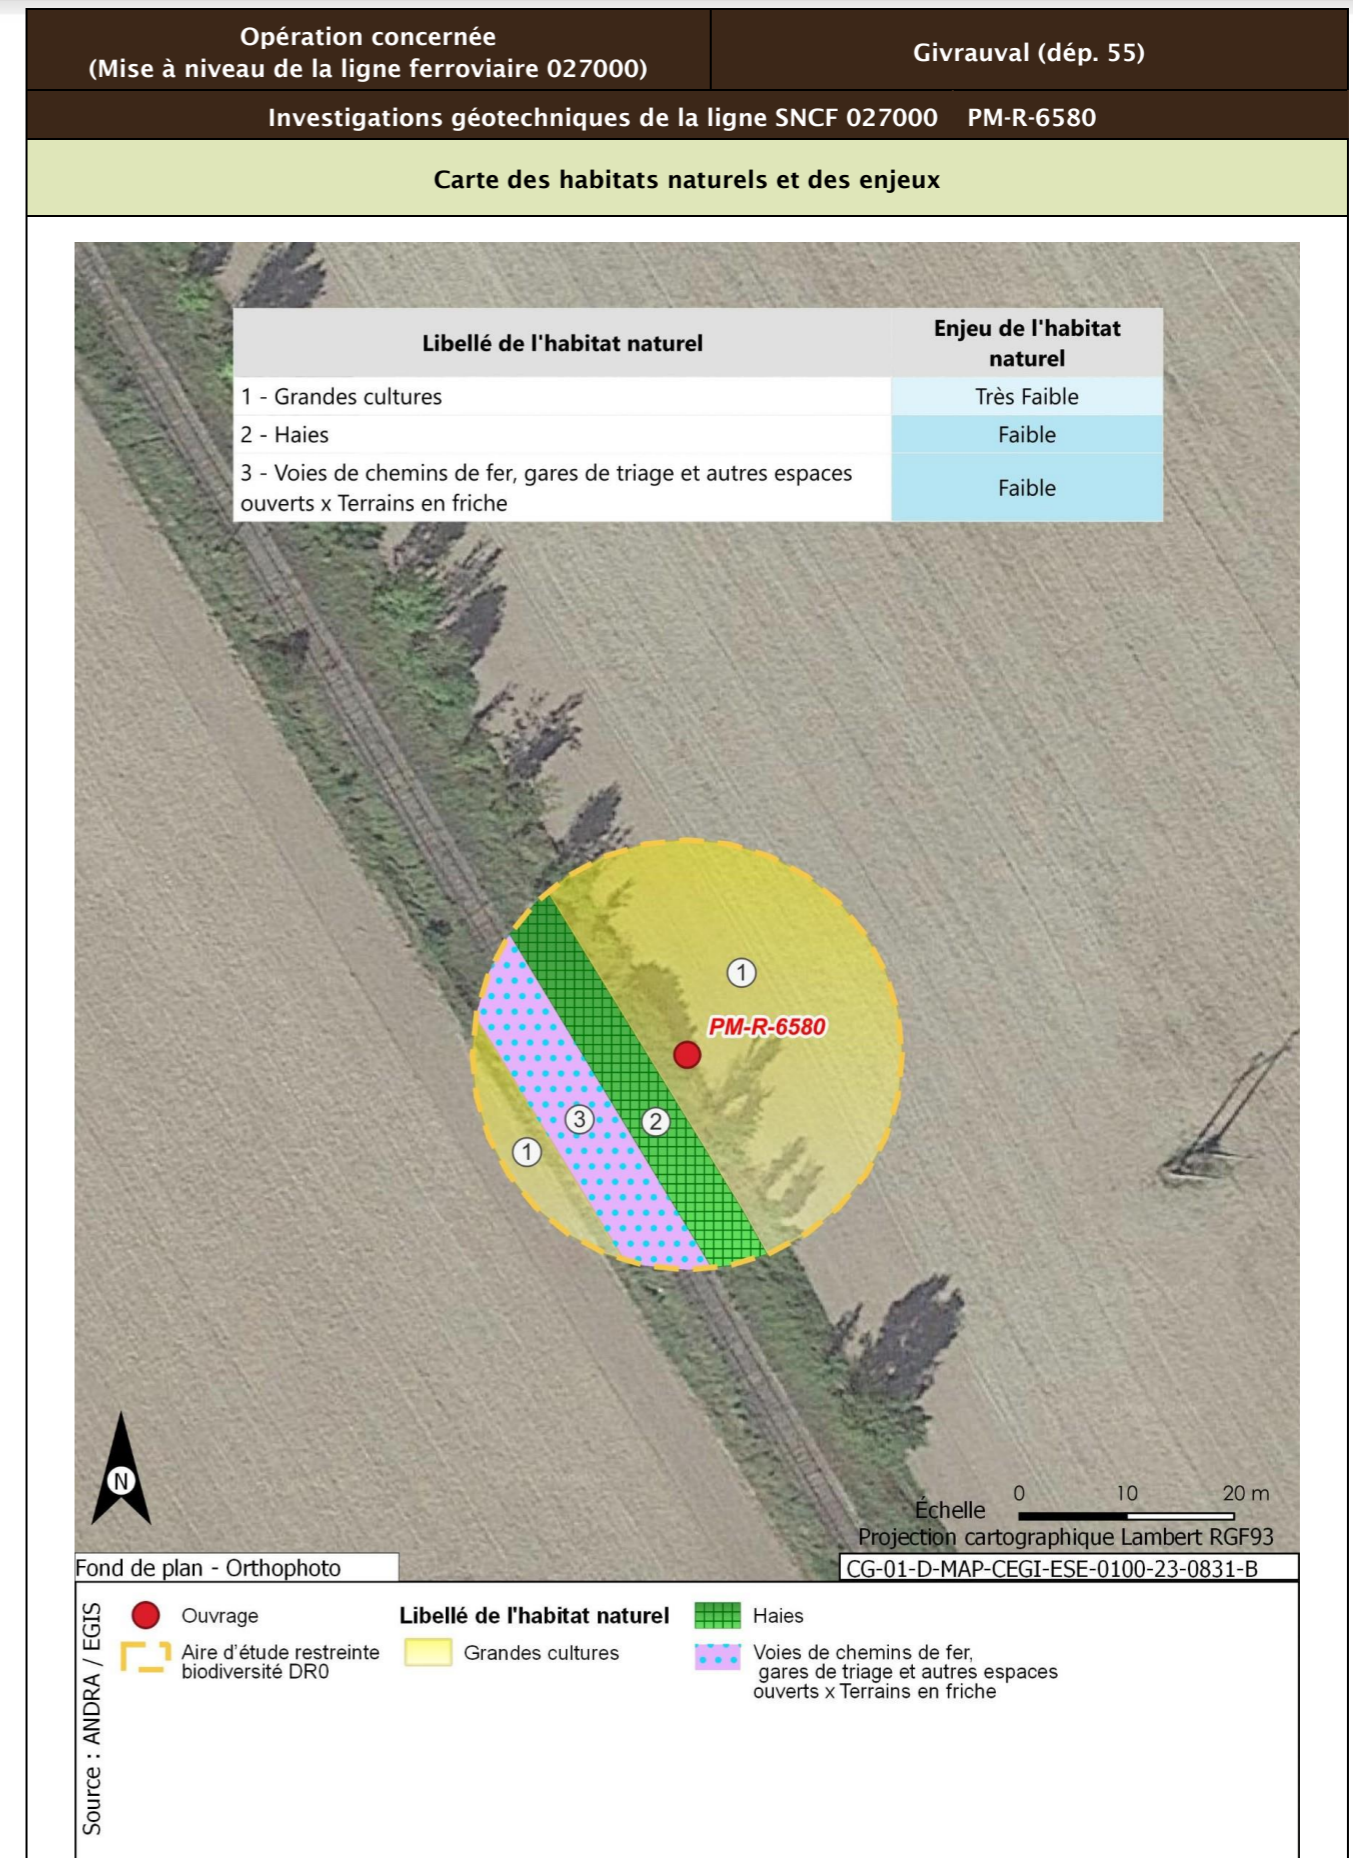 Opération concernée
(Mise à niveau de la ligne ferroviaire 027000)
Givrauval (dép. 55)
Investigations géotechniques de la ligne SNCF 027000 PM-R-6580
Carte des habitats naturels et des enjeux
Libellé de l'habitat naturel
Enjeu de l'habitat
naturel
1 - Grandes cultures
Très Faible
2 - Haies
Faible
3 - Voies de chemins de fer, gares de triage et autres espaces
ouverts x Terrains en friche
Faible
1
PM-R-6580
3
2
1
N
Échelle
0 10 20 m
Projection cartographique Lambert RGF93
Fond de plan - Orthophoto
CG-01-D-MAP-CEGI-ESE-0100-23-0831-B
Source : ANDRA / EGIS
Ouvrage
Aire d'étude restreinte
biodiversité DR0
Libellé de l'habitat naturel
Grandes cultures
Haies
Voies de chemins de fer,
gares de triage et autres espaces
ouverts x Terrains en friche